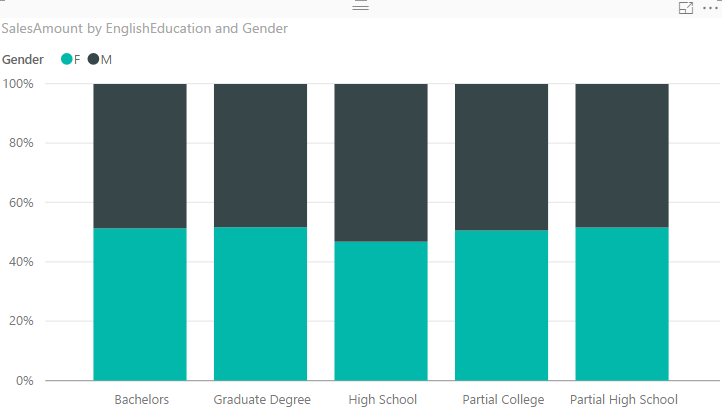 SalesAmount by EnglishEducation and Gender
Gender F M
100%
80%
60%
40%
20%
0%
Bachelors Graduate Degree High School Partial College Partial High School